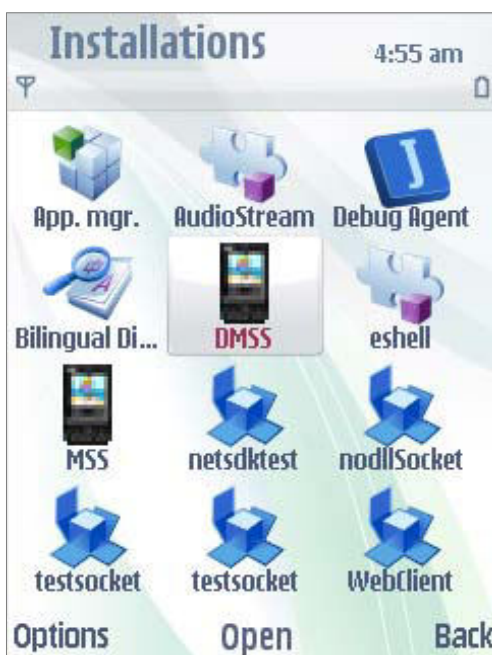 Installations
4:55 am
App. mgr.
AudioStream
Debug Agent
Bilingual Di...
DMSS
eshell
MSS
netsdktest
nodllSocket
testsocket
testsocket
WebClient
Options
Open
Back